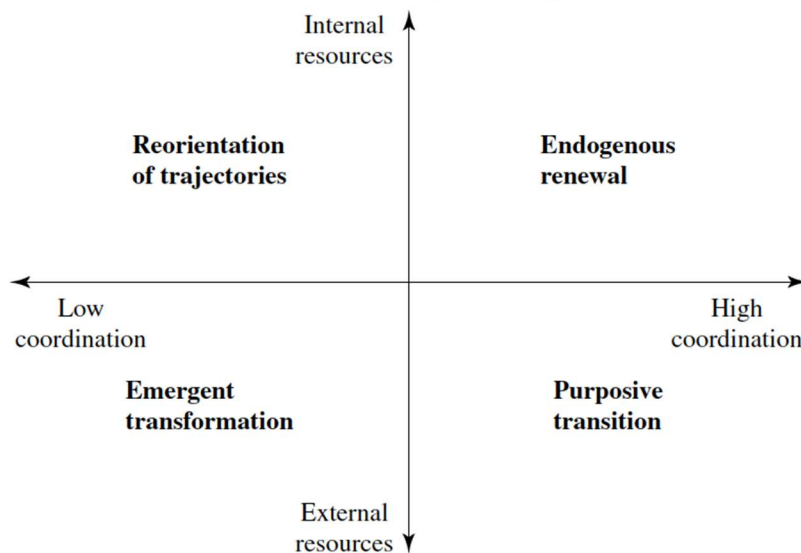 Internal
resources
Reorientation
of trajectories
Endogenous
renewal
Low
coordination
High
coordination
Emergent
transformation
Purposive
transition
External
resources